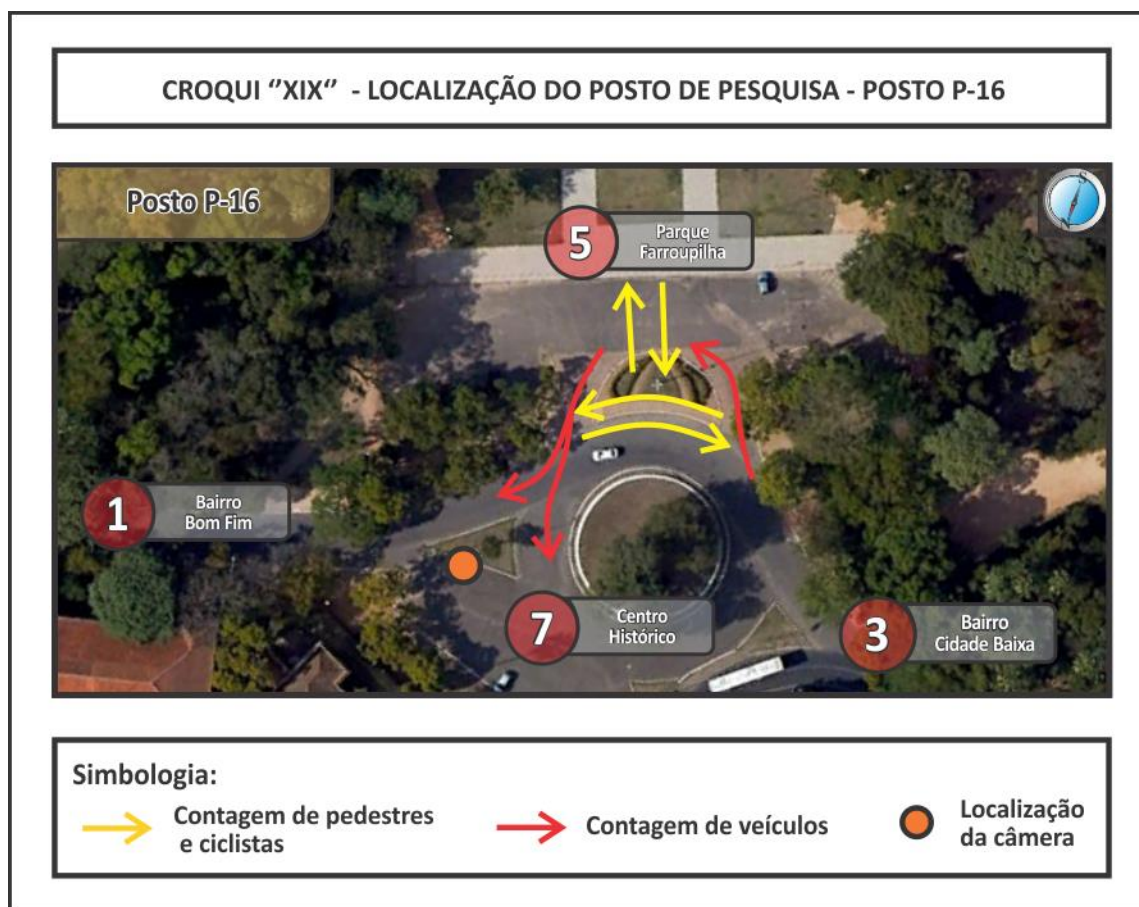 CROQUI “XIX“ - LOCALIZAÇÃO DO POSTO DE PESQUISA - POSTO P-16
Posto P-16
S
5
Parque
Farroupilha
1
Bairro
Bom Fim
7
Centro
Histórico
3
Bairro
Cidade Baixa
Simbologia:
Contagem de pedestres
e ciclistas
Contagem de veículos
Localização
da câmera